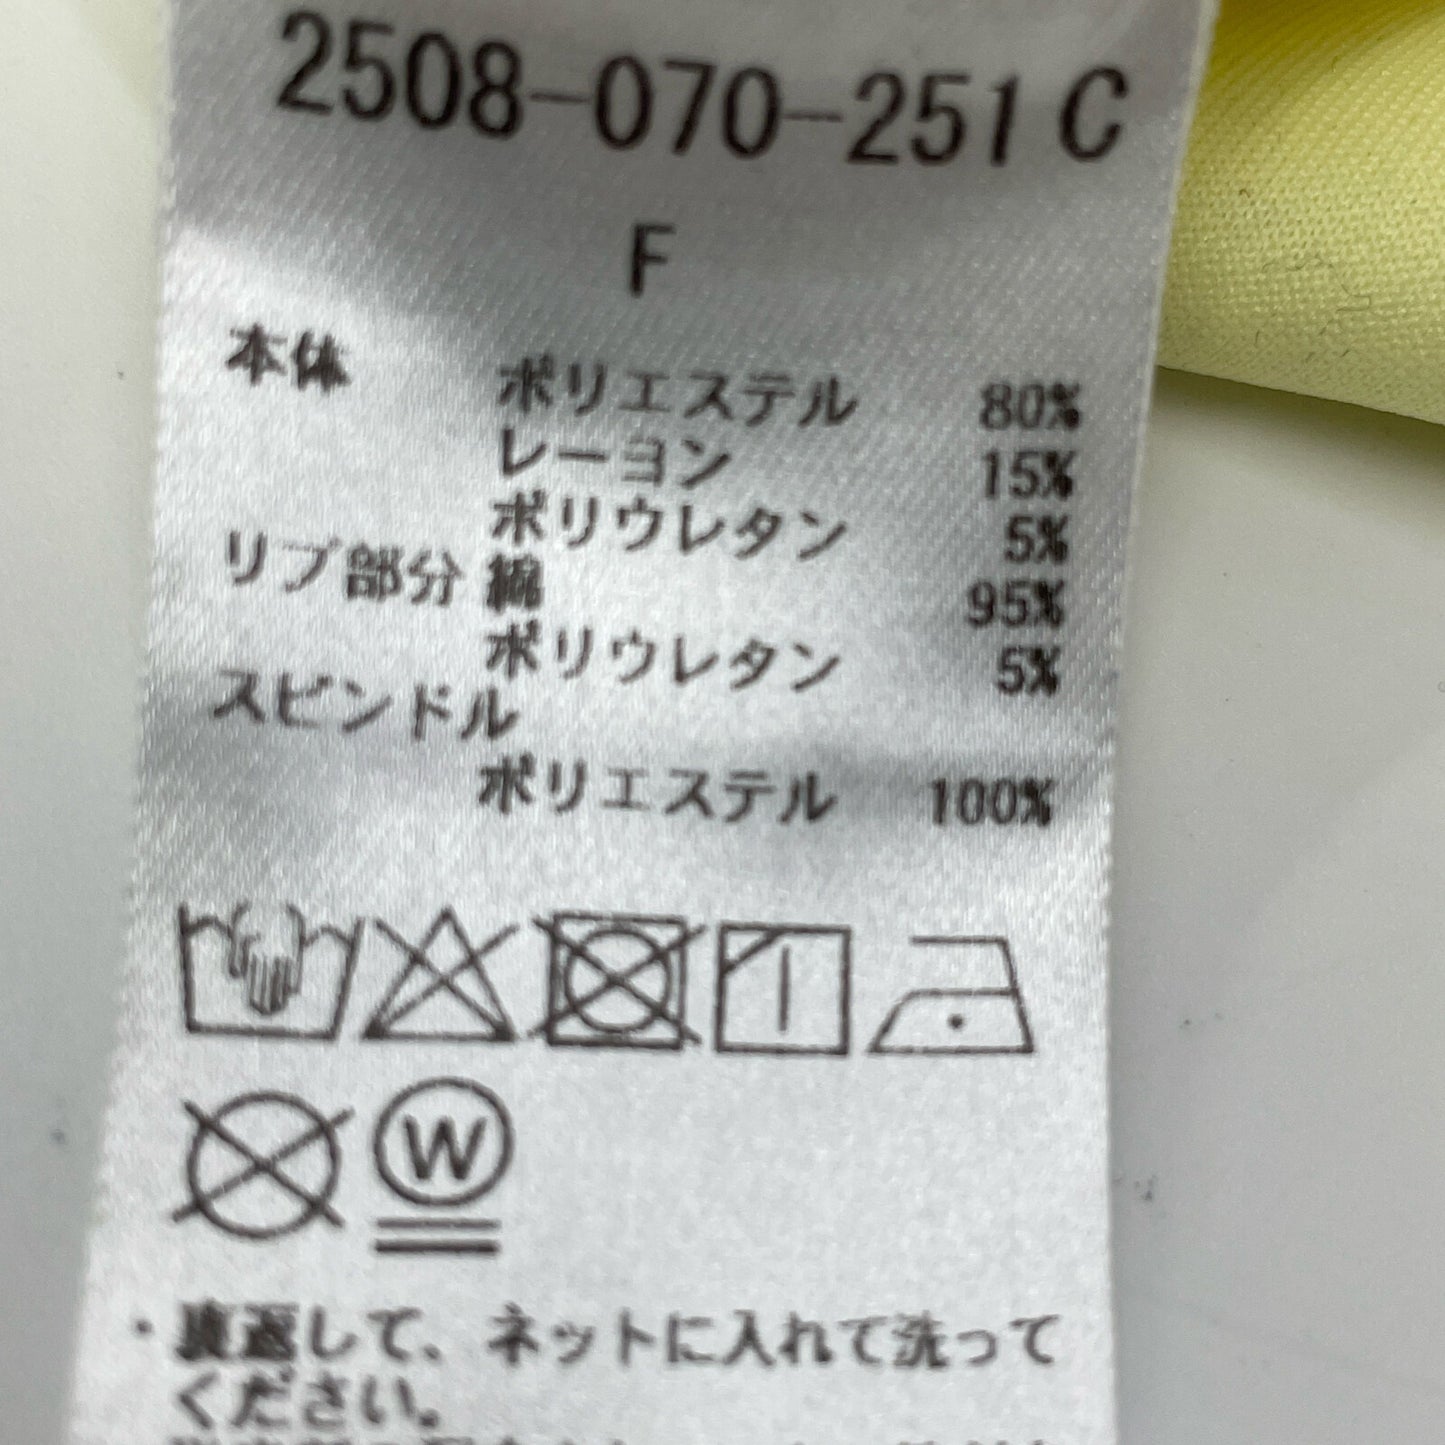 2508-070-251 C
F
本体 ポリエステル 80%
レーヨン 15%
ポリウレタン 5%
リブ部分 綿 95%
ポリウレタン 5%
スピンドル
ポリエステル 100%
W
・裏返して、ネットに入れて洗って
ください。